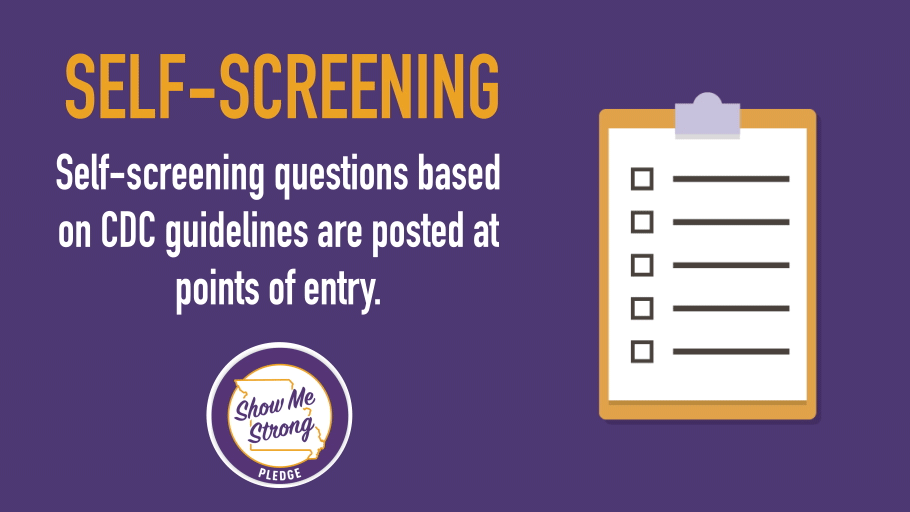 SELF-SCREENING
Self-screening questions based
on CDC guidelines are posted at
points of entry.
Show Me
Strong
PLEDGE